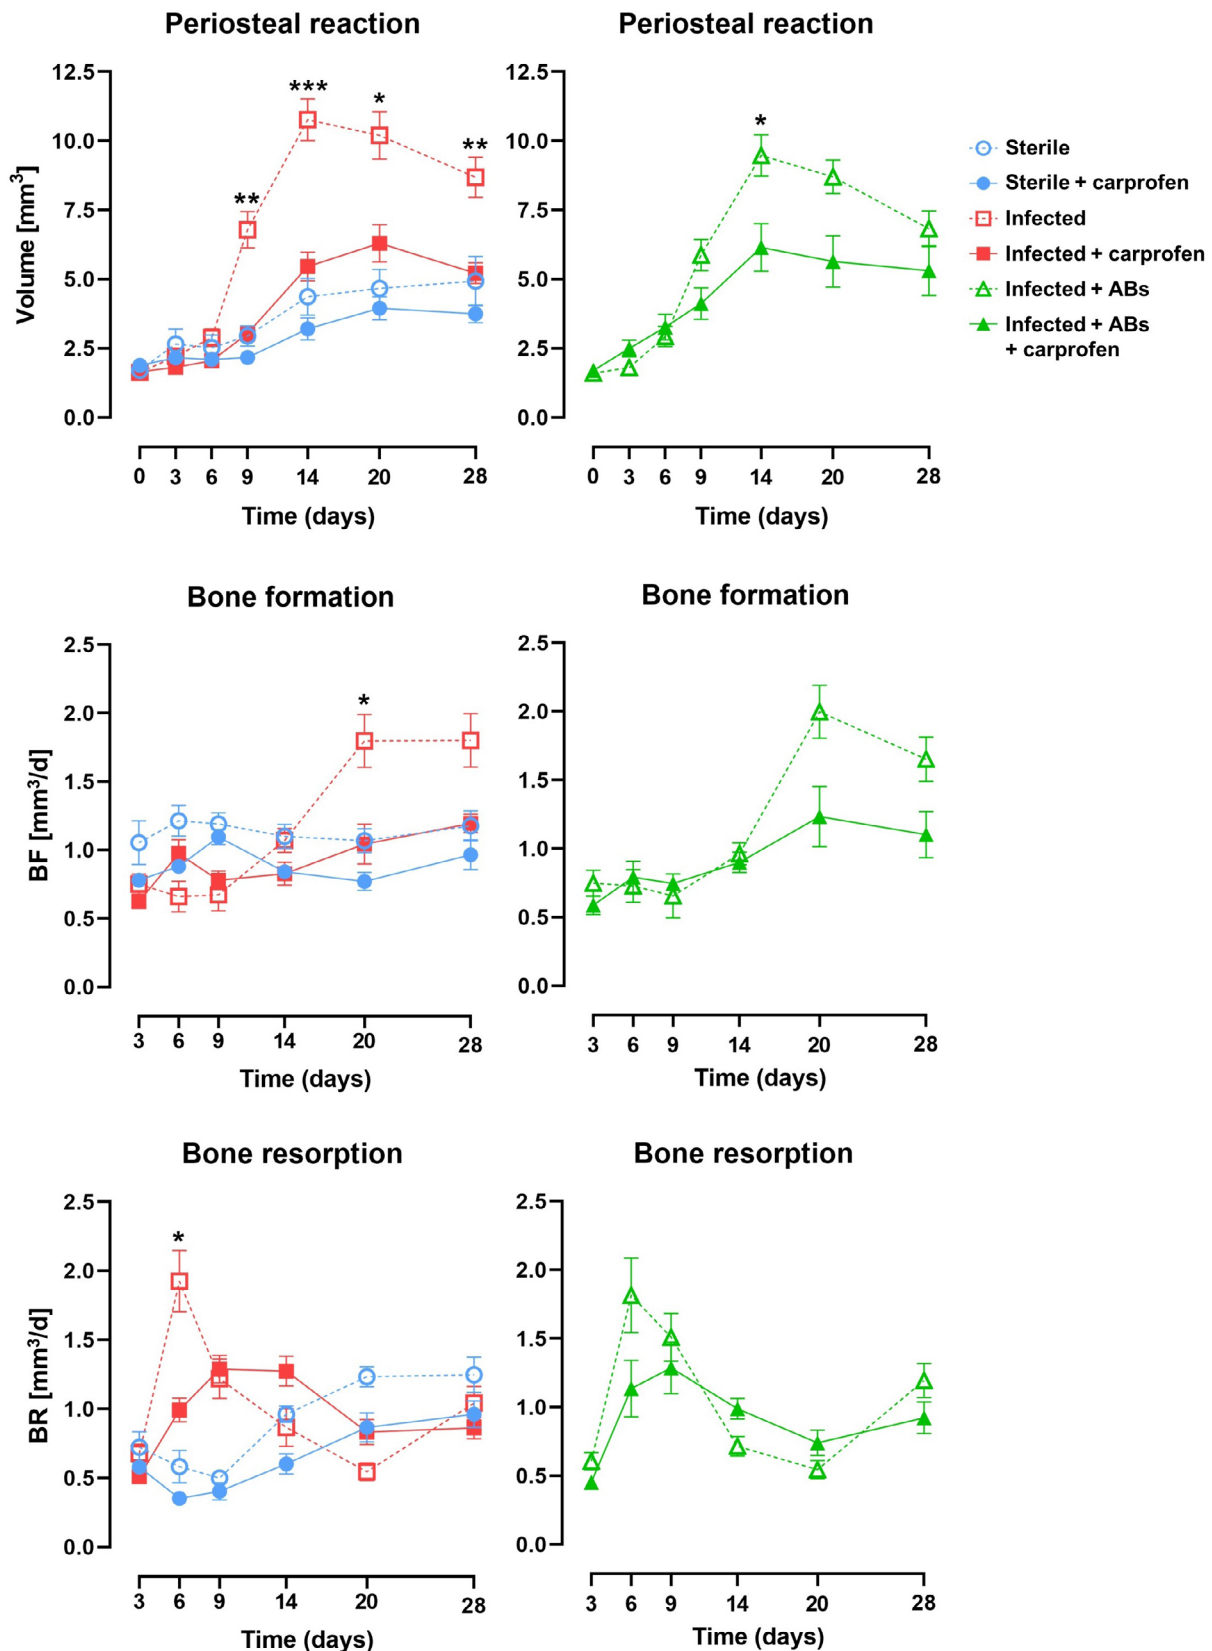 Periosteal reaction
Periosteal reaction
Volume [mm³]
12.5
10.0
7.5
5.0
2.5
0.0
**
***
*
**
0 3 6 9 14 20 28
Time (days)
12.5
10.0
7.5
5.0
2.5
0.0
*
0 3 6 9 14 20 28
Time (days)
Sterile
Sterile + carprofen
Infected
Infected + carprofen
Infected + ABs
Infected + ABs
+ carprofen
Bone formation
Bone formation
BF [mm³/d]
2.5
2.0
1.5
1.0
0.5
0.0
*
3 6 9 14 20 28
Time (days)
2.5
2.0
1.5
1.0
0.5
0.0
3 6 9 14 20 28
Time (days)
Bone resorption
Bone resorption
BR [mm³/d]
2.5
2.0
1.5
1.0
0.5
0.0
*
3 6 9 14 20 28
Time (days)
2.5
2.0
1.5
1.0
0.5
0.0
3 6 9 14 20 28
Time (days)